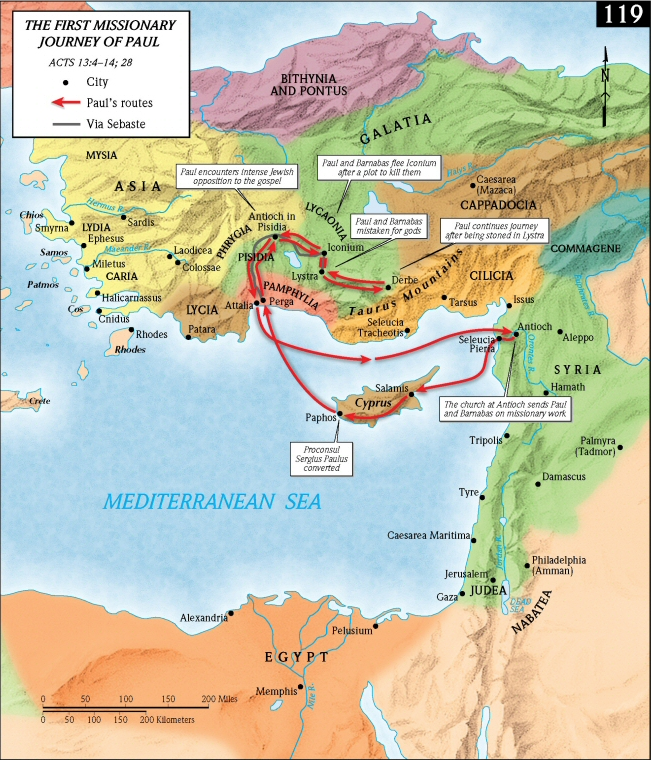 119
THE FIRST MISSIONARY
JOURNEY OF PAUL
ACTS 13:4–14; 28
City
Paul's routes
Via Sebaste
N
BITHYNIA
AND PONTUS
GALATIA
MYSIA
ASIA
Paul encounters intense Jewish
opposition to the gospel
Paul and Barnabas flee Iconium
after a plot to kill them
Halys R.
Caesarea
(Mazaca)
CAPPADOCIA
Hermus R.
Chios
Smyrna
Sardis
LYDIA
Ephesus
PHRYGIA
Antioch in
Pisidia
LYCAONIA
Paul and Barnabas
mistaken for gods
Paul continues journey
after being stoned in Lystra
COMMAGENE
Samos
Maeander R.
Laodicea
Colossae
Miletus
CARIA
PISIDIA
Iconium
Lystra
Derbe
CILICIA
Euphrates R.
Patmos
Halicarnassus
Cos
Cnidus
LYCIA
Attalia
Perga
PAMPHYLIA
Taurus Mountains
Tarsus
Issus
Rhodes
Rhodes
Patara
Seleucia
Tracheotis
Seleucia
Pieria
Antioch
Aleppo
Orontes R.
SYRIA
Crete
Salamis
Cyprus
Paphos
Hamath
The church at Antioch sends Paul
and Barnabas on missionary work
Proconsul
Sergius Paulus
converted
Tripolis
Palmyra
(Tadmor)
MEDITERRANEAN SEA
Damascus
Tyre
Caesarea Maritima
Jordan R.
Philadelphia
(Amman)
Jerusalem
JUDEA
Gaza
DEAD
SEA
NABATEA
Alexandria
Pelusium
EGYPT
Memphis
Nile R.
0 50 100 150 200 Miles
0 50 100 150 200 Kilometers